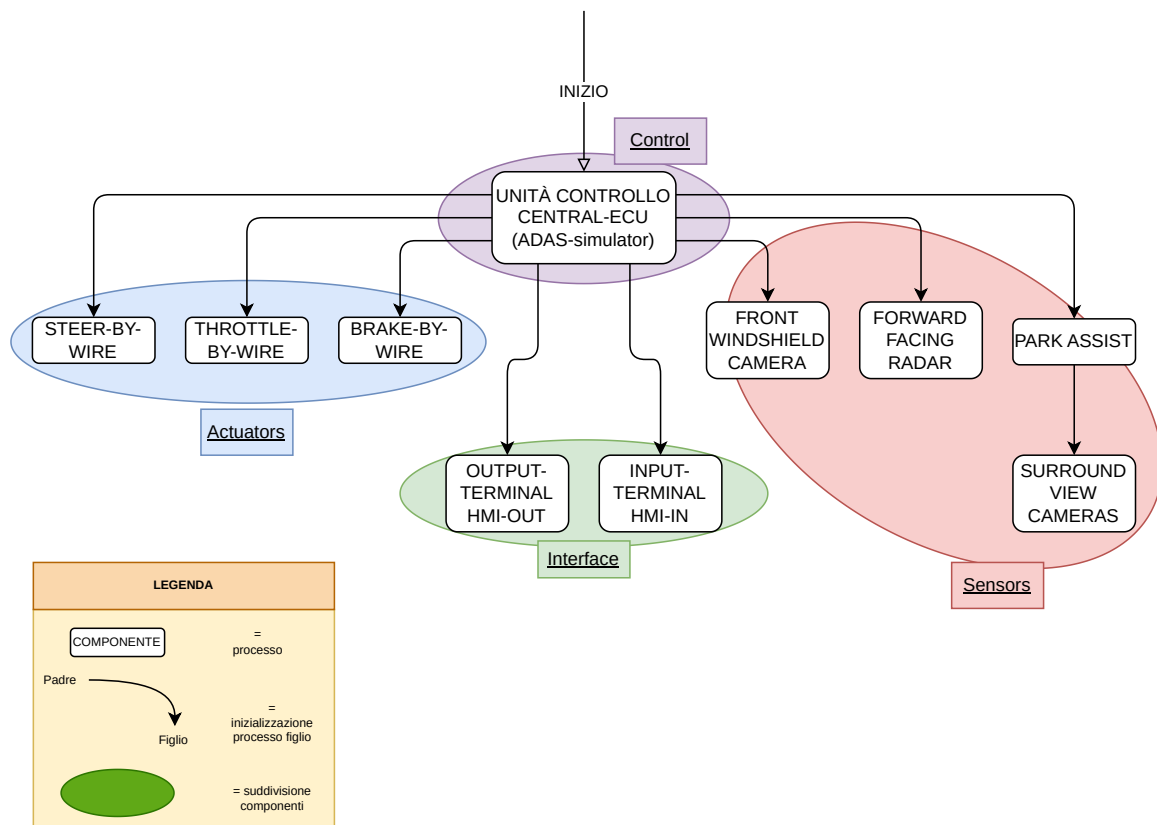 INIZIO
Control
UNITÀ CONTROLLO
CENTRAL-ECU
(ADAS-simulator)
STEER-BY-
WIRE
THROTTLE-
BY-WIRE
BRAKE-BY-
WIRE
FRONT
WINDSHIELD
CAMERA
FORWARD
FACING
RADAR
PARK ASSIST
Actuators
OUTPUT-
TERMINAL
HMI-OUT
INPUT-
TERMINAL
HMI-IN
SURROUND
VIEW
CAMERAS
Interface
Sensors
LEGENDA
COMPONENTE
=
processo
Padre
Figlio
=
inizializzazione
processo figlio
= suddivisione
componenti